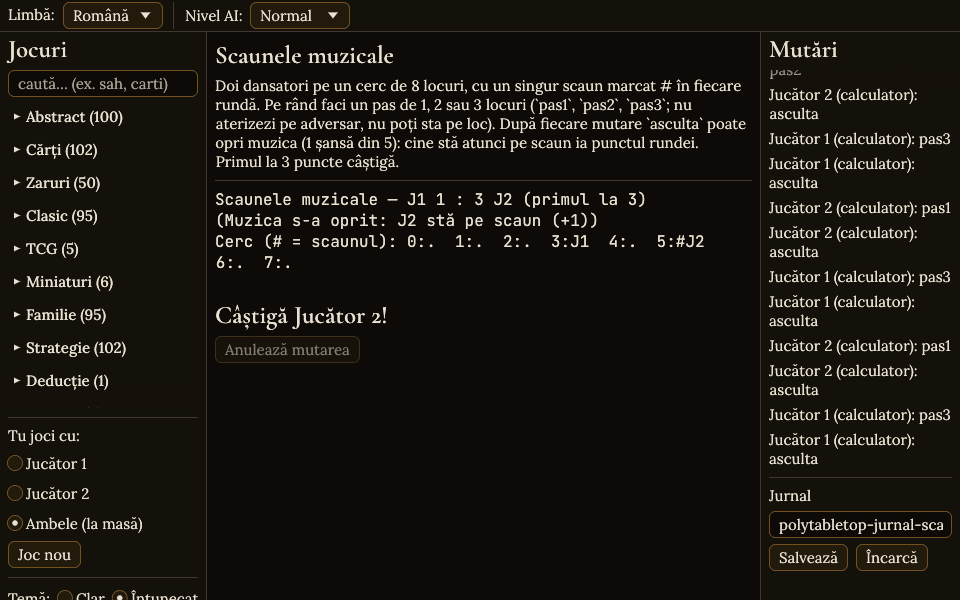 Limbă: Română ▼ Nivel AI: Normal ▼
Jocuri
caută... (ex. sah, carti)
▸ Abstract (100)
▸ Cărți (102)
▸ Zaruri (50)
▸ Clasic (95)
▸ TCG (5)
▸ Miniaturi (6)
▸ Familie (95)
▸ Strategie (102)
▸ Deducție (1)
Tu joci cu:
Jucător 1
Jucător 2
Ambele (la masă)
Joc nou
Temă: Clar Întunecat
Scaunele muzicale
Doi dansatori pe un cerc de 8 locuri, cu un singur scaun marcat # în fiecare
rundă. Pe rând faci un pas de 1, 2 sau 3 locuri (`pas1`, `pas2`, `pas3`; nu
aterizezi pe adversar, nu poți sta pe loc). După fiecare mutare `asculta` poate
opri muzica (1 șansă din 5): cine stă atunci pe scaun ia punctul rundei.
Primul la 3 puncte câștigă.
Scaunele muzicale — J1 1 : 3 J2 (primul la 3)
(Muzica s-a oprit: J2 stă pe scaun (+1))
Cerc (# = scaunul): 0:. 1:. 2:. 3:J1 4:. 5:#J2
6:. 7:.
Câștigă Jucător 2!
Anulează mutarea
Mutări
pas2
Jucător 2 (calculator):
asculta
Jucător 1 (calculator): pas3
Jucător 1 (calculator):
asculta
Jucător 2 (calculator): pas1
Jucător 2 (calculator):
asculta
Jucător 1 (calculator): pas3
Jucător 1 (calculator):
asculta
Jucător 2 (calculator): pas1
Jucător 2 (calculator):
asculta
Jucător 1 (calculator): pas3
Jucător 1 (calculator):
asculta
Jurnal
polytabletop-jurnal-sca
Salvează Încarcă